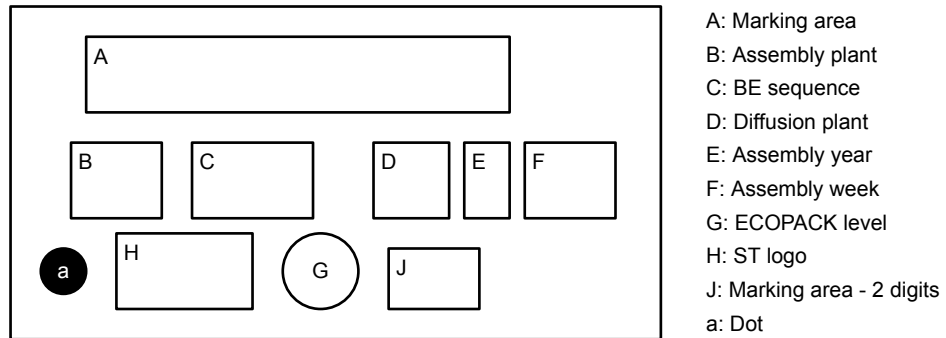 A
B C D E F
a H G J
A: Marking area
B: Assembly plant
C: BE sequence
D: Diffusion plant
E: Assembly year
F: Assembly week
G: ECOPACK level
H: ST logo
J: Marking area - 2 digits
a: Dot